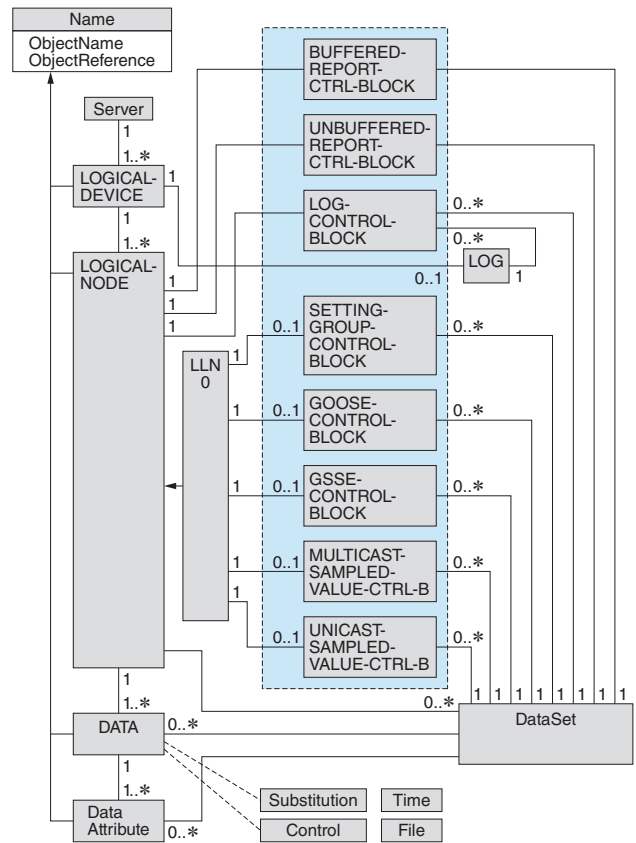 Name
ObjectName
ObjectReference
Server
1
1..*
LOGICAL-
DEVICE
1
1
1..*
LOGICAL-
NODE
1
1
1
LLN
0
BUFFERED-
REPORT-
CTRL-BLOCK
UNBUFFERED-
REPORT-
CTRL-BLOCK
LOG-
CONTROL-
BLOCK
0..*
0..*
LOG
0..1
1
1
0..1
SETTING-
GROUP-
CONTROL-
BLOCK
0..*
1
0..1
GOOSE-
CONTROL-
BLOCK
0..*
1
0..1
GSSE-
CONTROL-
BLOCK
0..*
1
0..1
MULTICAST-
SAMPLED-
VALUE-CTRL-B
0..*
1
0..1
UNICAST-
SAMPLED-
VALUE-CTRL-B
0..*
1
1..*
0..*
1 1 1 1 1 1 1 1
DataSet
DATA
0..*
1
1..*
Data
Attribute
0..*
Substitution
Time
Control
File